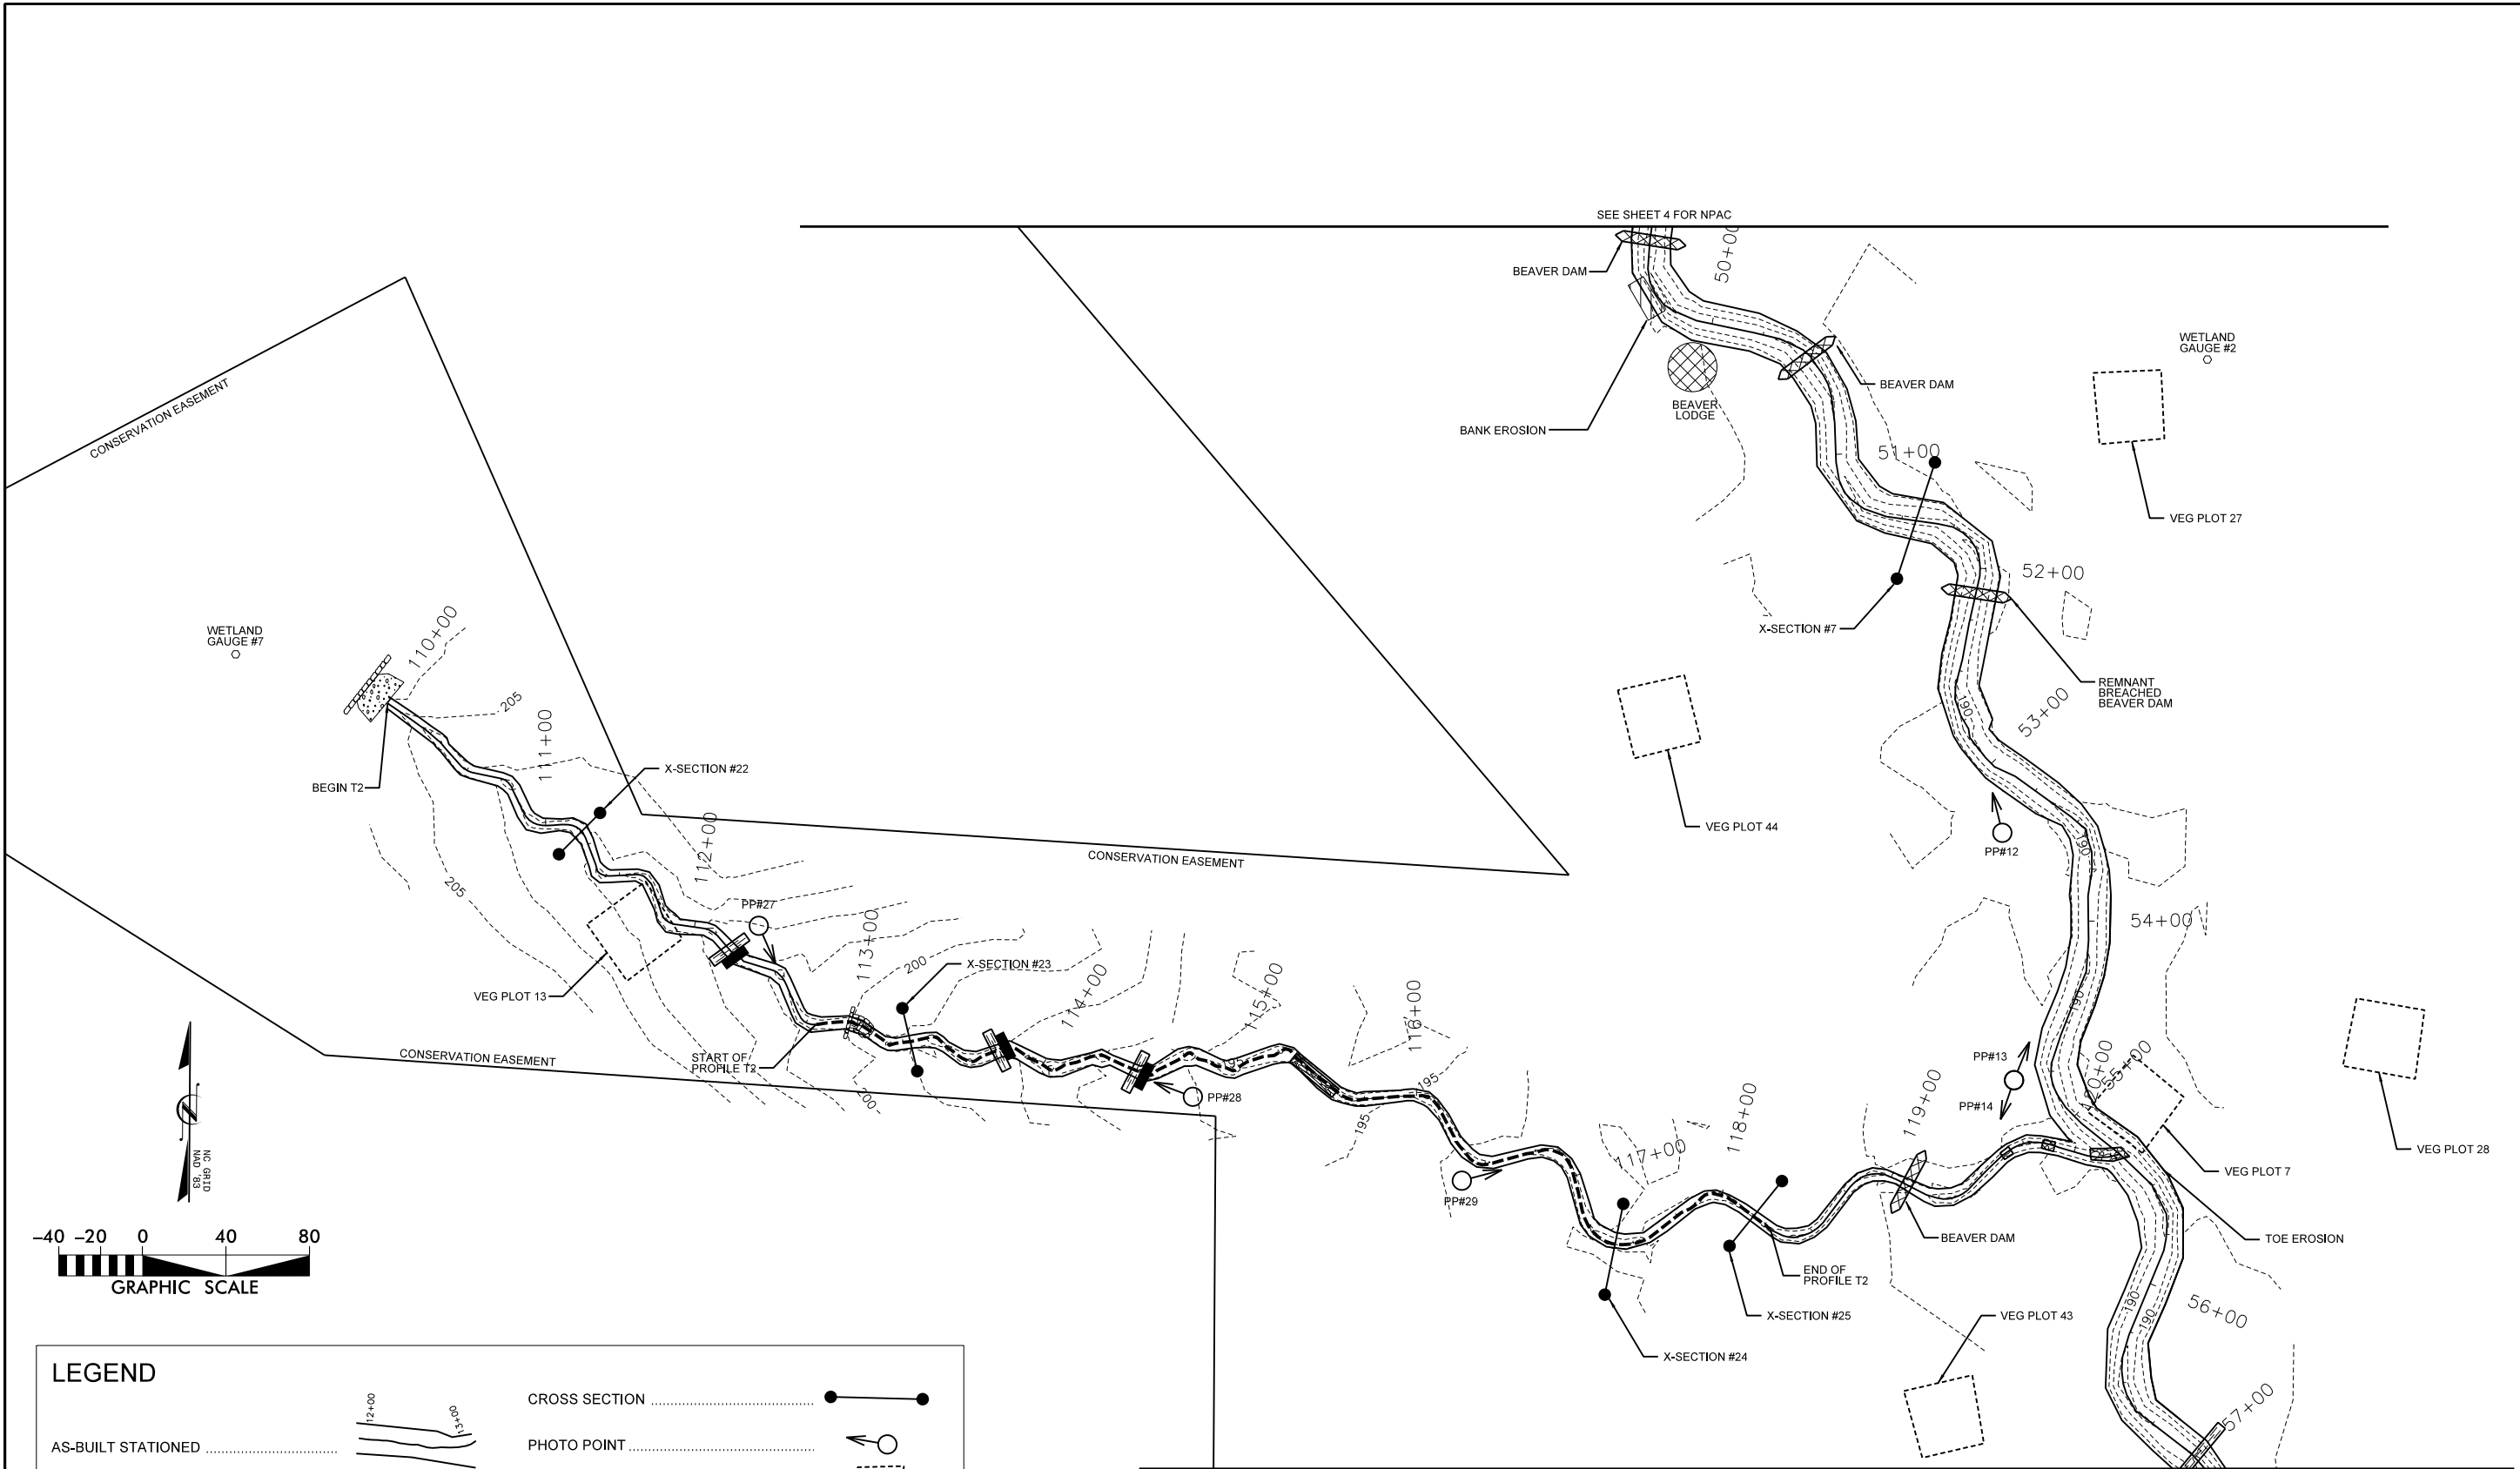 SEE SHEET 4 FOR NPAC
50+00
BEAVER DAM
WETLAND
GAUGE #2
BEAVER DAM
BEAVER
LODGE
BANK EROSION
CONSERVATION EASEMENT
51+00
VEG PLOT 27
52+00
X-SECTION #7
WETLAND
GAUGE #7
110+00
REMNANT
BREACHED
BEAVER DAM
190
53+00
205
111+00
X-SECTION #22
BEGIN T2
VEG PLOT 44
112+00
190
PP#12
CONSERVATION EASEMENT
205
PP#27
113+00
54+00
200
X-SECTION #23
VEG PLOT 13
114+00
115+00
116+00
190
CONSERVATION EASEMENT
START OF
PROFILE T2
195
PP#13
55+00
195
200
PP#28
PP#14
118+00
119+00
195
117+00
VEG PLOT 28
VEG PLOT 7
NC GRID
NAD '83
N
PP#29
BEAVER DAM
TOE EROSION
-40 -20 0 40 80
GRAPHIC SCALE
END OF
PROFILE T2
190
190
56+00
X-SECTION #25
VEG PLOT 43
X-SECTION #24
57+00
LEGEND
12+00
13+00
CROSS SECTION
AS-BUILT STATIONED
PHOTO POINT